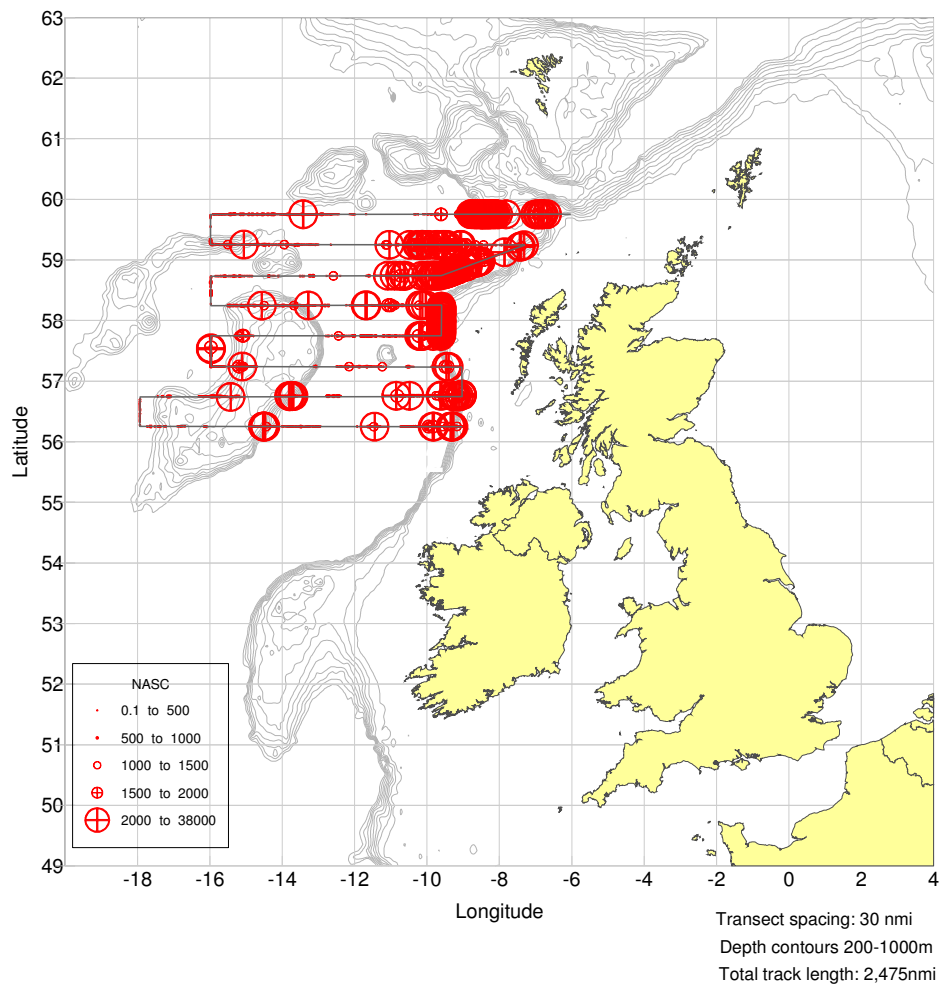 63
62
61
60
59
58
57
56
55
54
53
52
51
50
49
Latitude
NASC
0.1 to 500
500 to 1000
1000 to 1500
1500 to 2000
2000 to 38000
-18 -16 -14 -12 -10 -8 -6 -4 -2 0 2 4
Longitude
Transect spacing: 30 nmi
Depth contours 200-1000m
Total track length: 2,475nmi